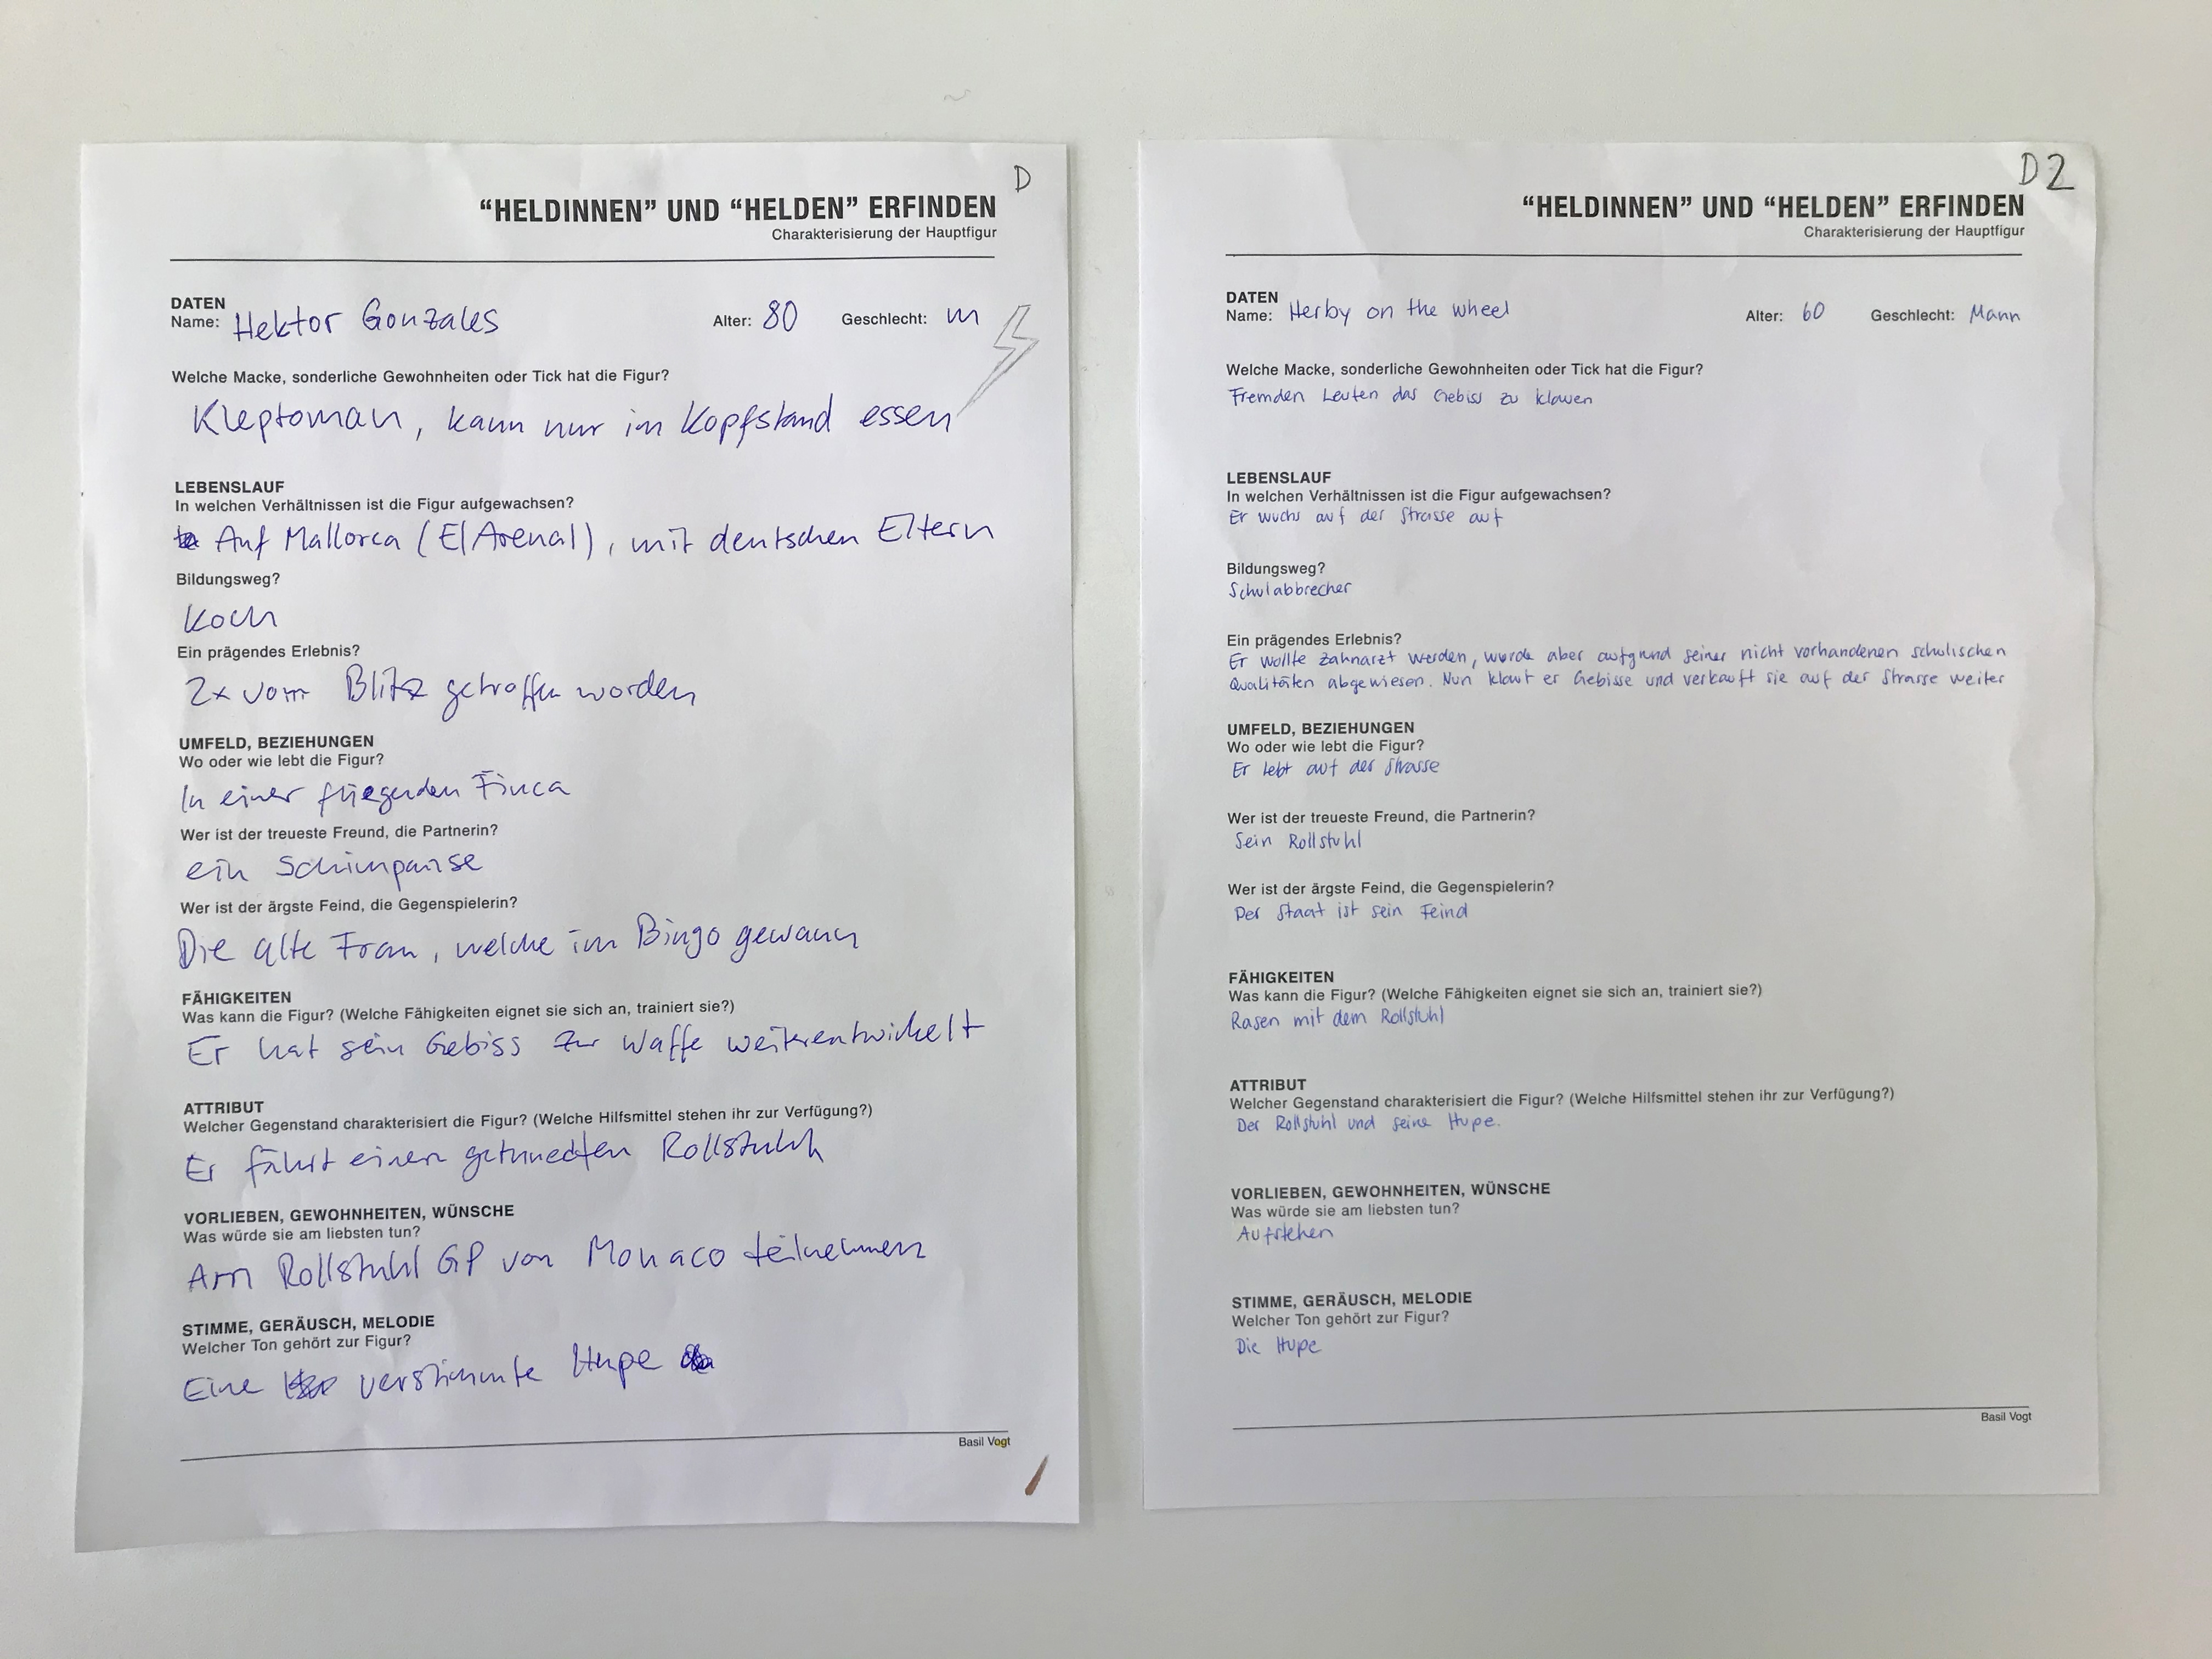 D
“HELDINNEN” UND “HELDEN” ERFINDEN
Charakterisierung der Hauptfigur
DATEN
Name: Hektor Gonzales Alter: 80 Geschlecht: m
Welche Macke, sonderliche Gewohnheiten oder Tick hat die Figur?
Kleptoman, kann nur im Kopfstand essen
LEBENSLAUF
In welchen Verhältnissen ist die Figur aufgewachsen?
Auf Mallorca (El Arenal), mit deutschen Eltern
Bildungsweg?
Koch
Ein prägendes Erlebnis?
2x vom Blitz getroffen worden
UMFELD, BEZIEHUNGEN
Wo oder wie lebt die Figur?
In einer fliegenden Finca
Wer ist der treueste Freund, die Partnerin?
ein Schimpanse
Wer ist der ärgste Feind, die Gegenspielerin?
Die alte Frau, welche im Bingo gewann
FÄHIGKEITEN
Was kann die Figur? (Welche Fähigkeiten eignet sie sich an, trainiert sie?)
Er hat sein Gebiss zur Waffe weiterentwickelt
ATTRIBUT
Welcher Gegenstand charakterisiert die Figur? (Welche Hilfsmittel stehen ihr zur Verfügung?)
Er fährt einen getunedten Rollstuhl
VORLIEBEN, GEWOHNHEITEN, WÜNSCHE
Was würde sie am liebsten tun?
Am Rollstuhl GP von Monaco teilnehmen
STIMME, GERÄUSCH, MELODIE
Welcher Ton gehört zur Figur?
Eine verstimmte Hupe
Basil Vogt
D2
“HELDINNEN” UND “HELDEN” ERFINDEN
Charakterisierung der Hauptfigur
DATEN
Name: Herby on the wheel Alter: 60 Geschlecht: Mann
Welche Macke, sonderliche Gewohnheiten oder Tick hat die Figur?
Fremden Leuten das Gebiss zu klauen
LEBENSLAUF
In welchen Verhältnissen ist die Figur aufgewachsen?
Er wuchs auf der Strasse auf
Bildungsweg?
Schulabbrecher
Ein prägendes Erlebnis?
Er wollte Zahnarzt werden, wurde aber aufgrund seiner nicht vorhandenen schulischen
Qualitäten abgewiesen. Nun klaut er Gebisse und verkauft sie auf der Strasse weiter
UMFELD, BEZIEHUNGEN
Wo oder wie lebt die Figur?
Er lebt auf der Strasse
Wer ist der treueste Freund, die Partnerin?
Sein Rollstuhl
Wer ist der ärgste Feind, die Gegenspielerin?
Der Staat ist sein Feind
FÄHIGKEITEN
Was kann die Figur? (Welche Fähigkeiten eignet sie sich an, trainiert sie?)
Rasen mit dem Rollstuhl
ATTRIBUT
Welcher Gegenstand charakterisiert die Figur? (Welche Hilfsmittel stehen ihr zur Verfügung?)
Der Rollstuhl und seine Hupe.
VORLIEBEN, GEWOHNHEITEN, WÜNSCHE
Was würde sie am liebsten tun?
Aufstehen
STIMME, GERÄUSCH, MELODIE
Welcher Ton gehört zur Figur?
Die Hupe
Basil Vogt